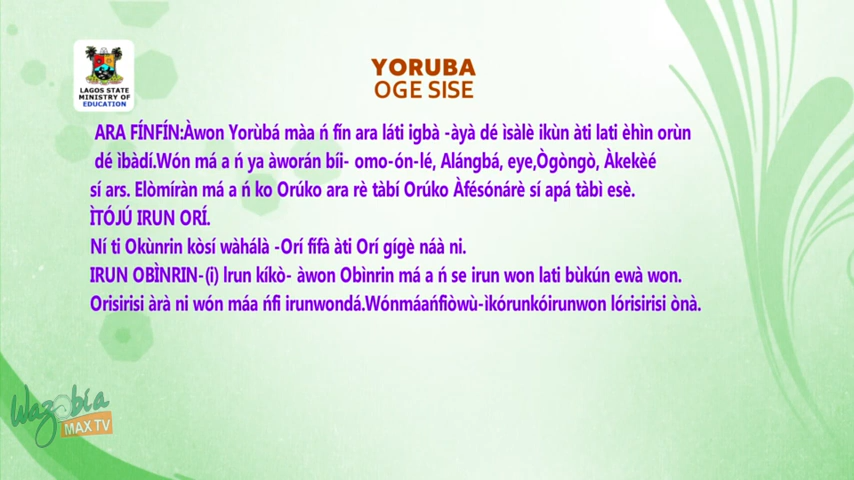 LAGOS STATE
MINISTRY OF
EDUCATION
YORUBA
OGE SISE
ARA FÍNFÍN:Àwon Yorùbá màa ń fín ara láti igbà -àyà dé ìsàlè ikùn àti lati èhìn orùn
dé ìbàdí.Wón má a ń ya àworán bíi- omo-ón-lé, Alángbá, eye,Ògòngò, Àkekèé
sí ars. Elòmíràn má a ń ko Orúko ara rè tàbí Orúko Àfésónárè sí apá tàbì esè.
ÌTÓJÚ IRUN ORÍ.
Ní ti Okùnrin kòsí wàhálà -Orí fífà àti Orí gígè náà ni.
IRUN OBÌNRIN-(i) lrun kíkò- àwon Obìnrin má a ń se irun won lati bùkún ewà won.
Orisirisi àrà ni wón máa ńfi irunwondá.Wónmáańfiòwù-ìkórunkóirunwon lórisirisi ònà.
Wazobia
MAX TV